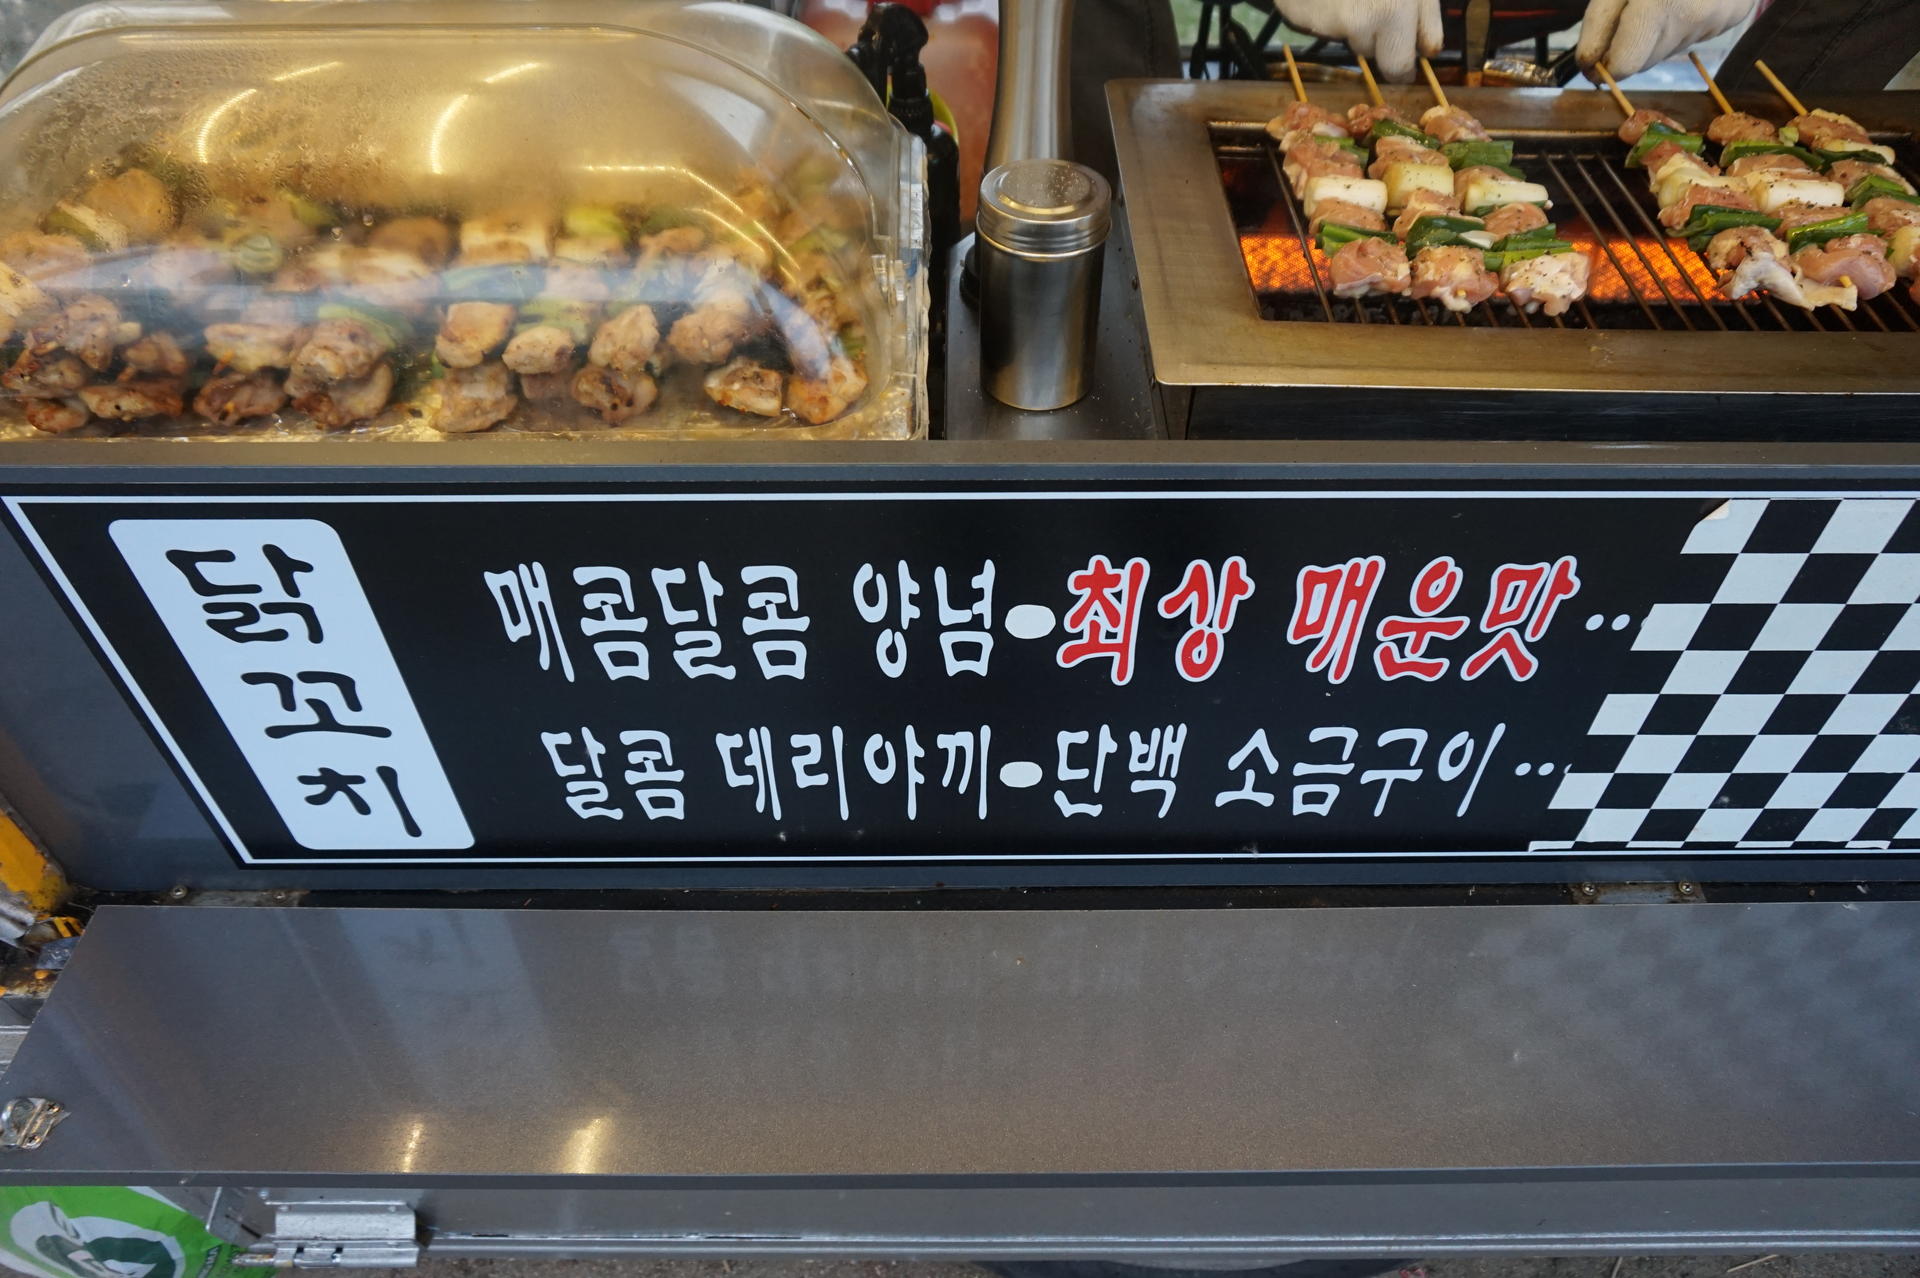 닭꼬치
매콤달콤 양념•최상 매운맛••
달콤 데리야끼•단백 소금구이••